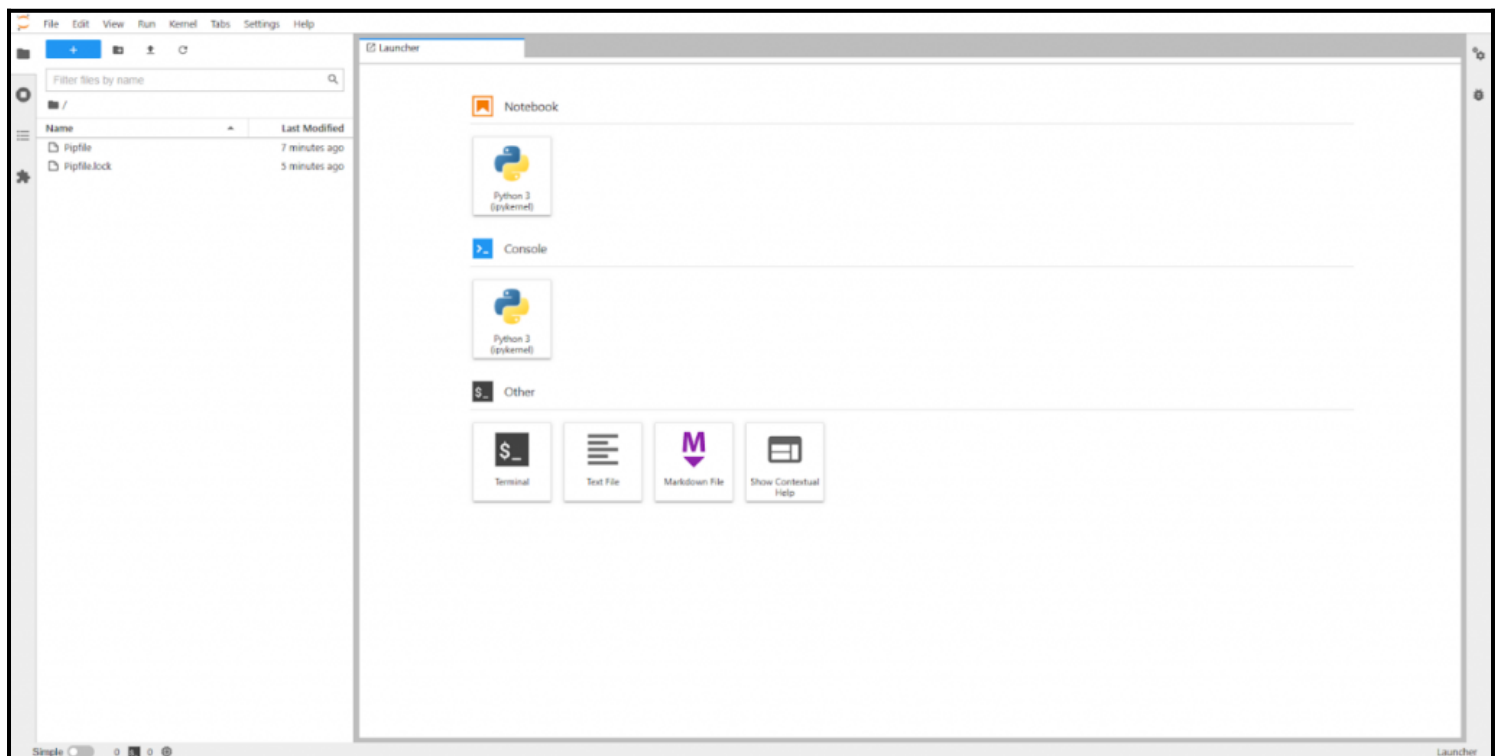 File Edit View Run Kernel Tabs Settings Help
+
Filter files by name
/
Name Last Modified
Pipfile 7 minutes ago
Pipfile.lock 5 minutes ago
Launcher
Notebook
Python 3
(ipykernel)
>_ Console
Python 3
(ipykernel)
$_ Other
$_
Terminal
Text File
M
Markdown File
Show Contextual
Help
Simple 0 $_ 0
Launcher